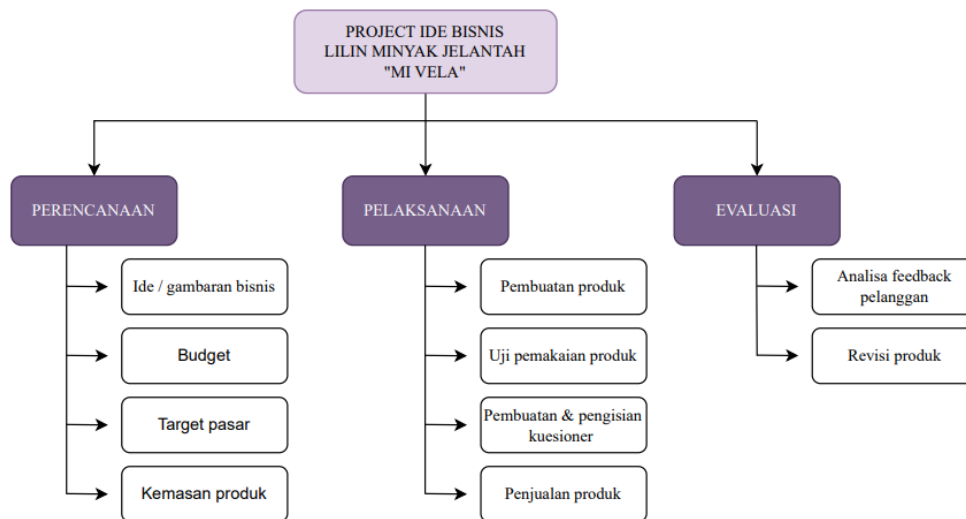 PROJECT IDE BISNIS
LILIN MINYAK JELANTAH
"MI VELA"
PERENCANAAN
Ide / gambaran bisnis
Budget
Target pasar
Kemasan produk
PELAKSANAAN
Pembuatan produk
Uji pemakaian produk
Pembuatan & pengisian
kuesioner
Penjualan produk
EVALUASI
Analisa feedback
pelanggan
Revisi produk